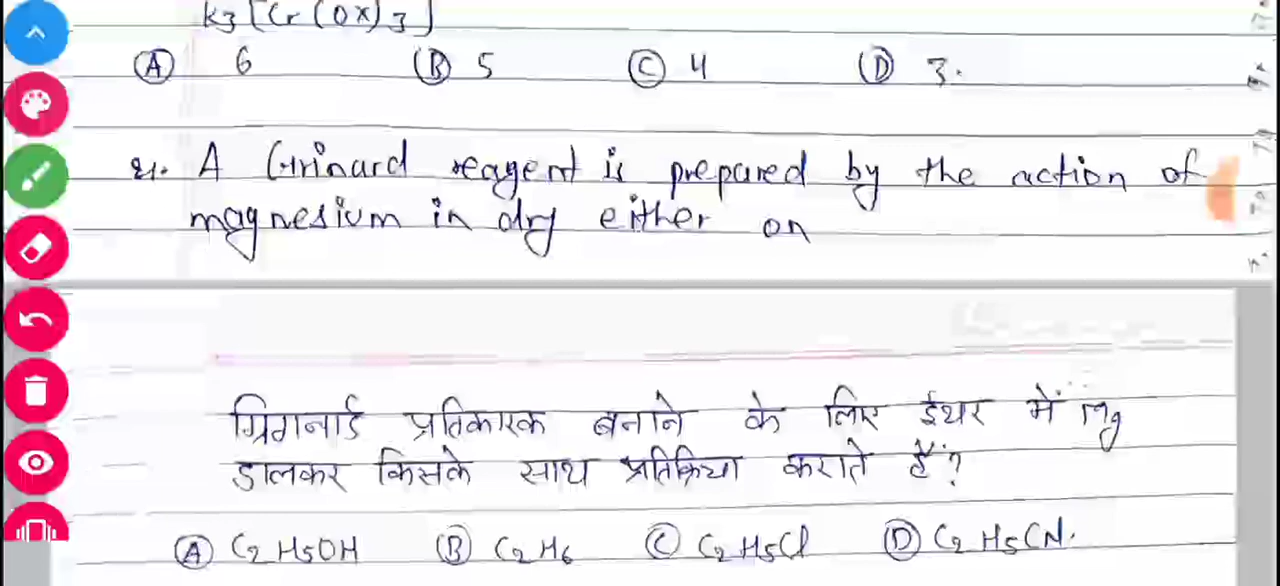 K3 [Cr (OX) 3]
(A) 6 (B) 5 (C) 4 (D) 3.
21. A Grinard reagent is prepared by the action of
magnesium in dry either on
ग्रिगनार्ड प्रतिकारक बनाने के लिए ईथर में Mg
डालकर किसके साथ प्रतिक्रिया कराते हैं?
(A) C2H5OH (B) C2H6 (C) C2H5Cl (D) C2H5CN.